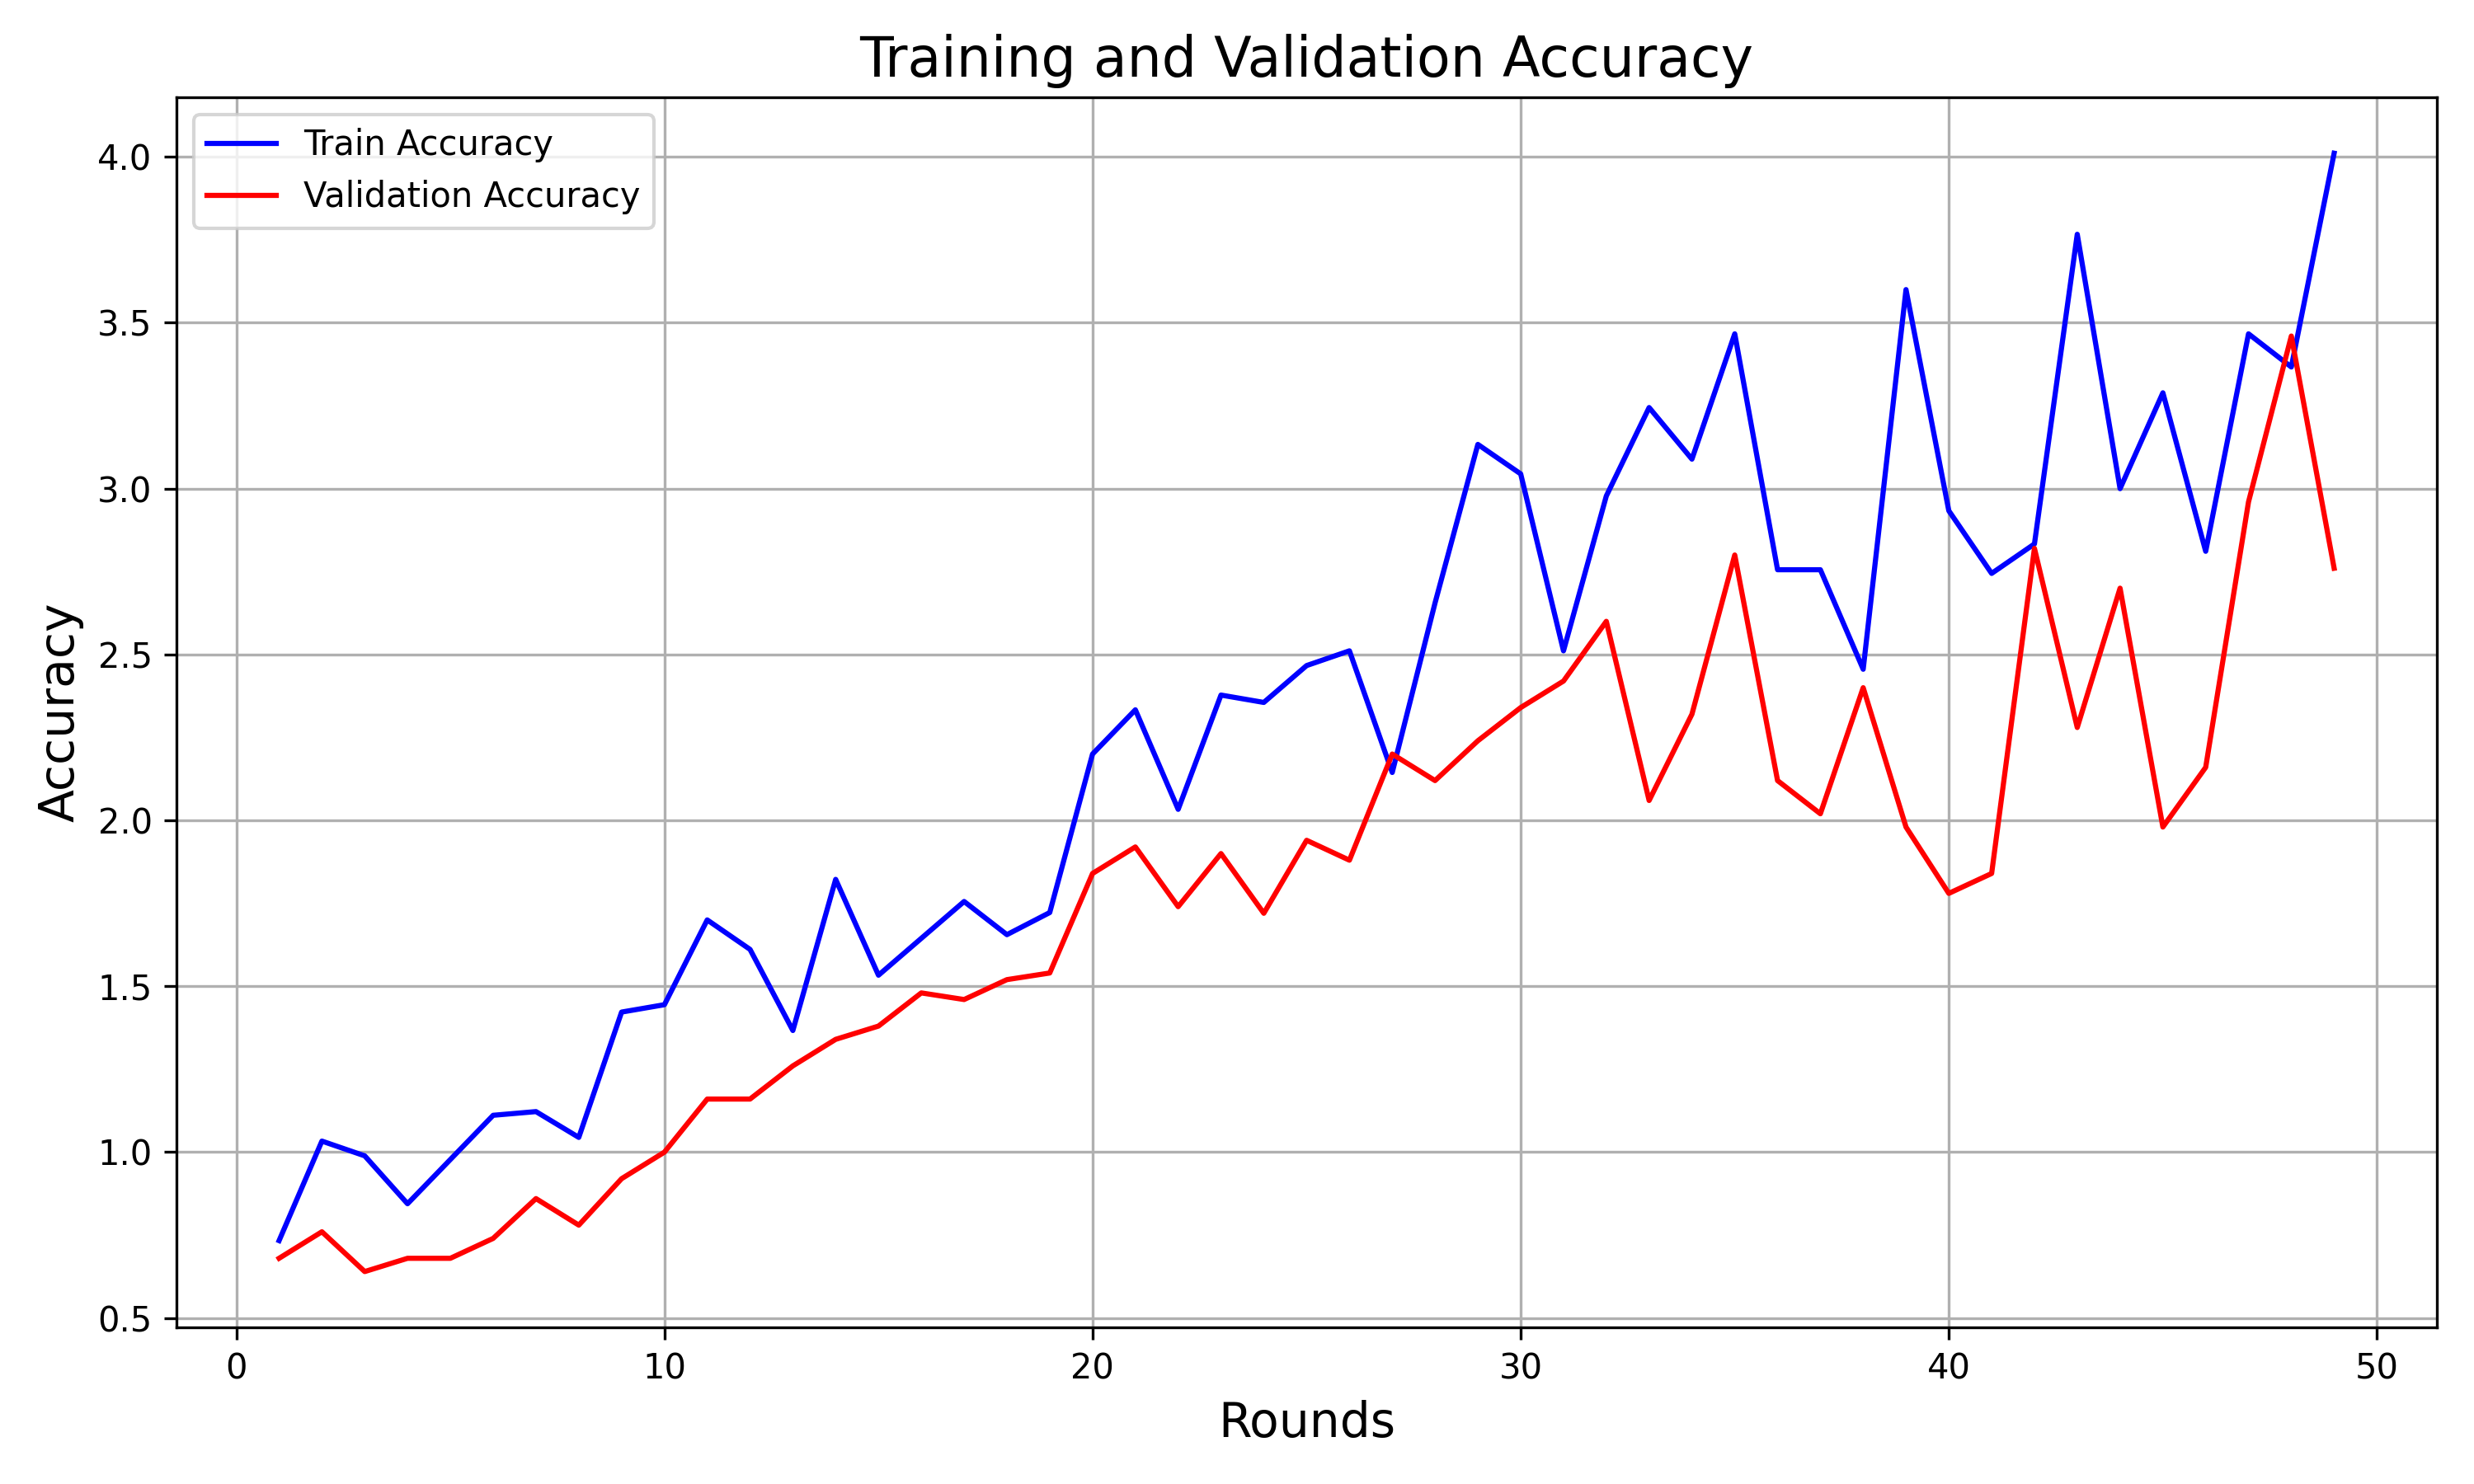 Training and Validation Accuracy
Train Accuracy
Validation Accuracy
4.0
3.5
3.0
2.5
2.0
1.5
1.0
0.5
Accuracy
0 10 20 30 40 50
Rounds